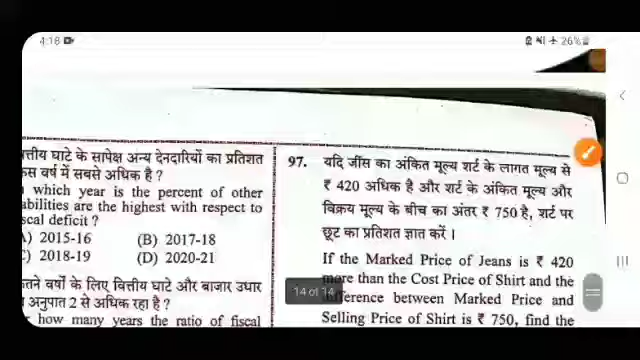 4:18
26%
वित्तीय घाटे के सापेक्ष अन्य देनदारियों का प्रतिशत
किस वर्ष में सबसे अधिक है ?
which year is the percent of other
abilities are the highest with respect to
scal deficit ?
A) 2015-16 (B) 2017-18
C) 2018-19 (D) 2020-21
कितने वर्षों के लिए वित्तीय घाटे और बाजार उधार
अनुपात 2 से अधिक रहा है ?
how many years the ratio of fiscal
97. यदि जींस का अंकित मूल्य शर्ट के लागत मूल्य से
₹ 420 अधिक है और शर्ट के अंकित मूल्य और
विक्रय मूल्य के बीच का अंतर ₹ 750 है, शर्ट पर
छूट का प्रतिशत ज्ञात करें ।
If the Marked Price of Jeans is ₹ 420
more than the Cost Price of Shirt and the
difference between Marked Price and
Selling Price of Shirt is ₹ 750, find the
14 of 14